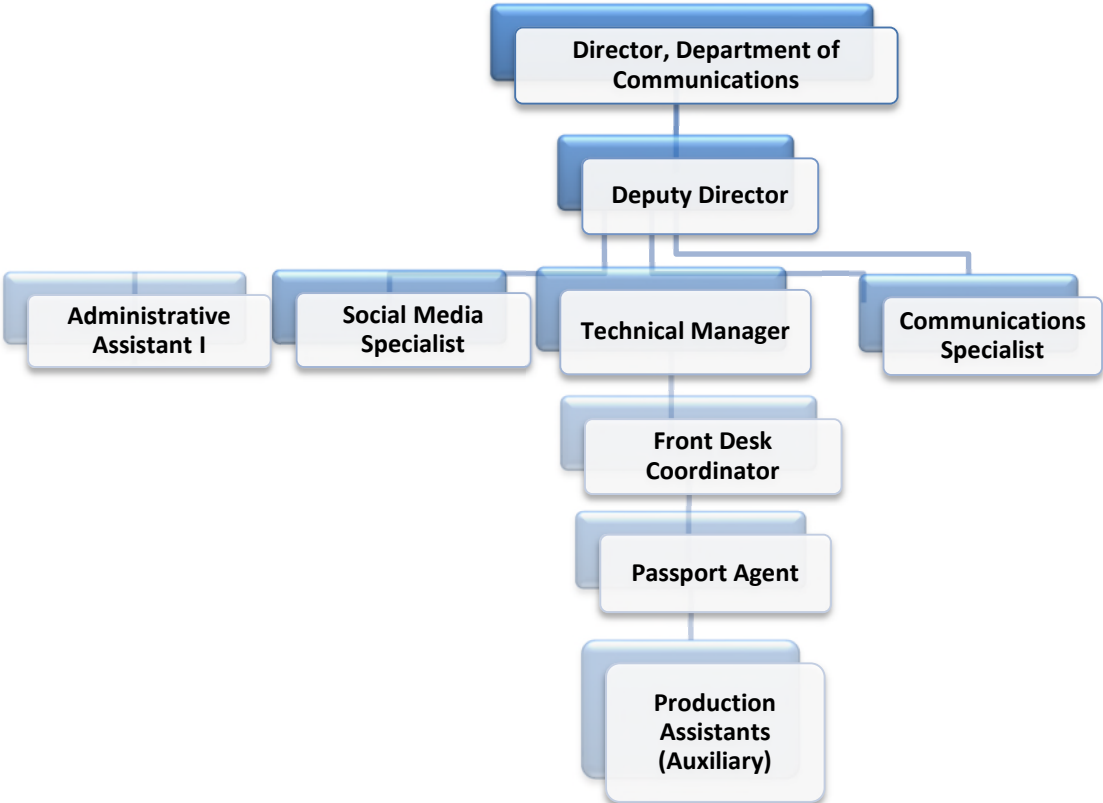 Director, Department of
Communications
Deputy Director
Administrative
Assistant I
Social Media
Specialist
Technical Manager
Communications
Specialist
Front Desk
Coordinator
Passport Agent
Production
Assistants
(Auxiliary)